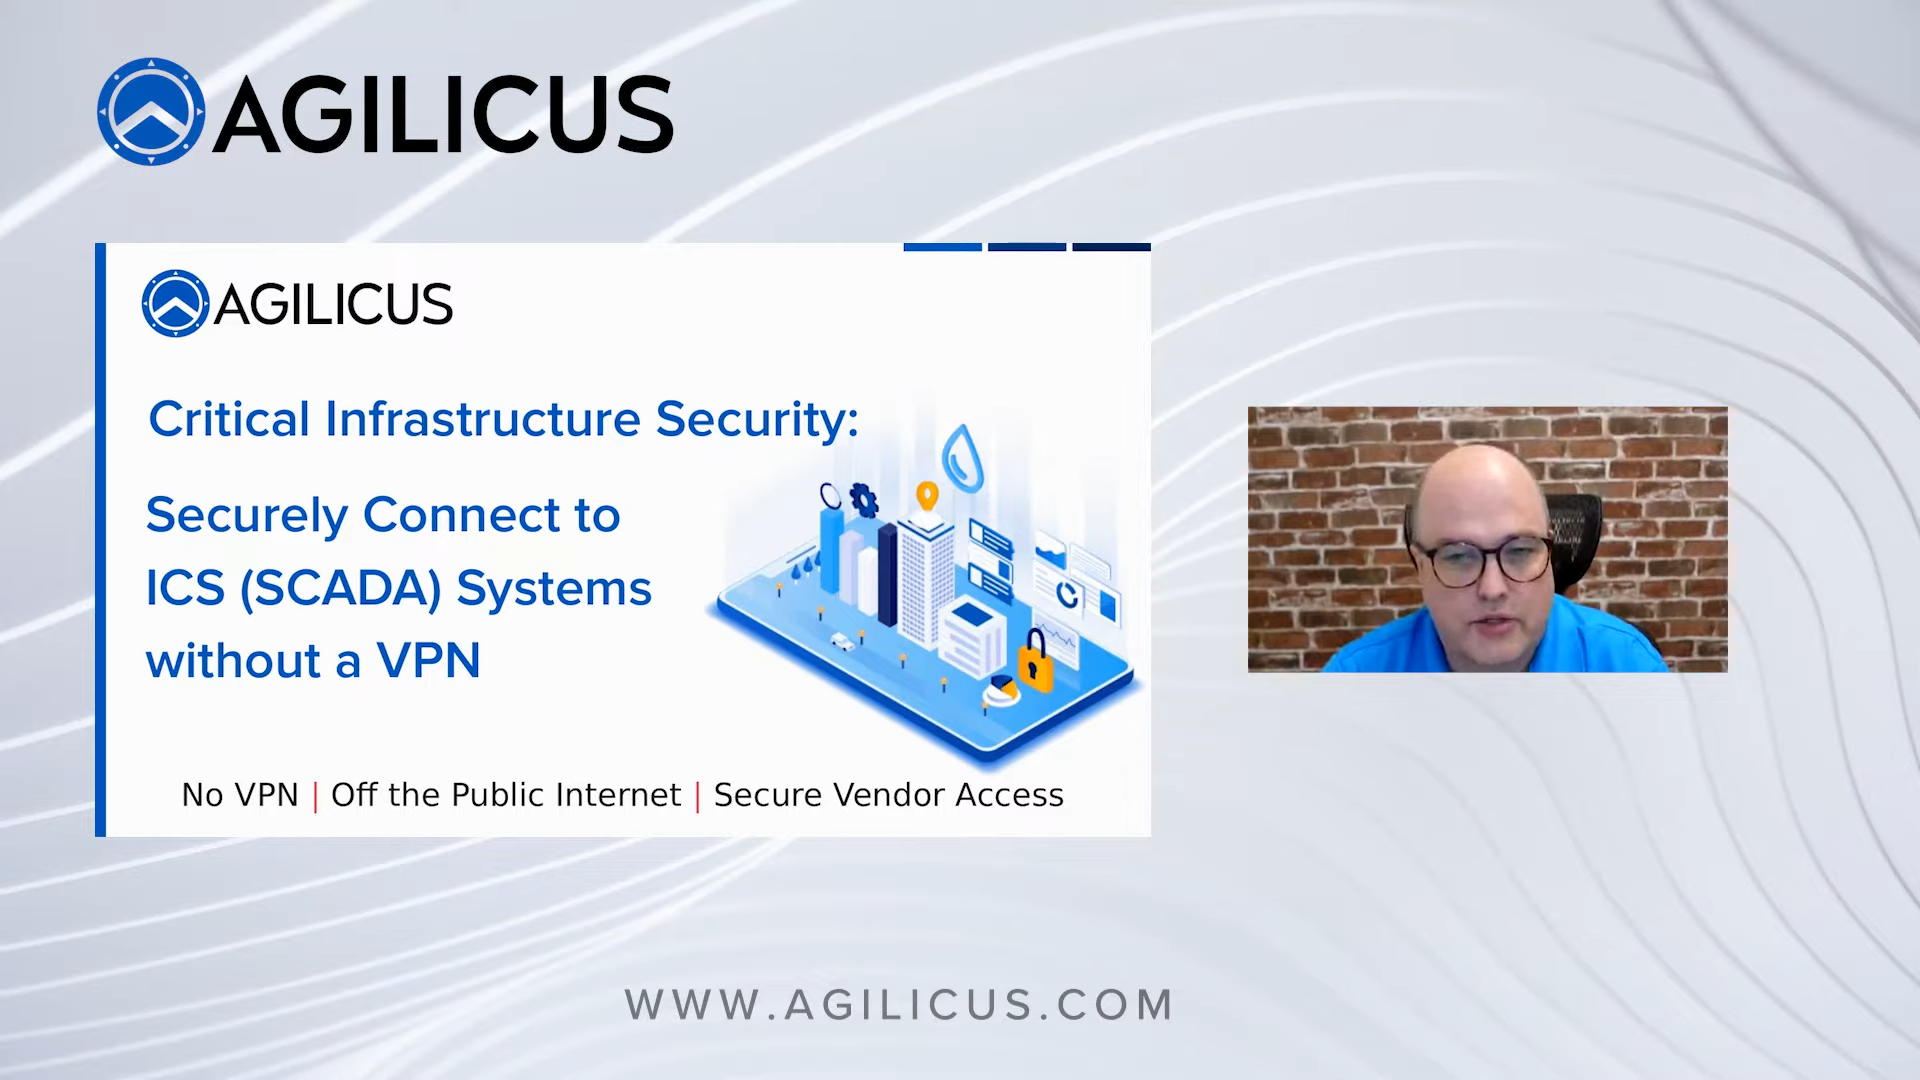 AGILICUS
AGILICUS
Critical Infrastructure Security:
Securely Connect to
ICS (SCADA) Systems
without a VPN
No VPN | Off the Public Internet | Secure Vendor Access
WWW.AGILICUS.COM